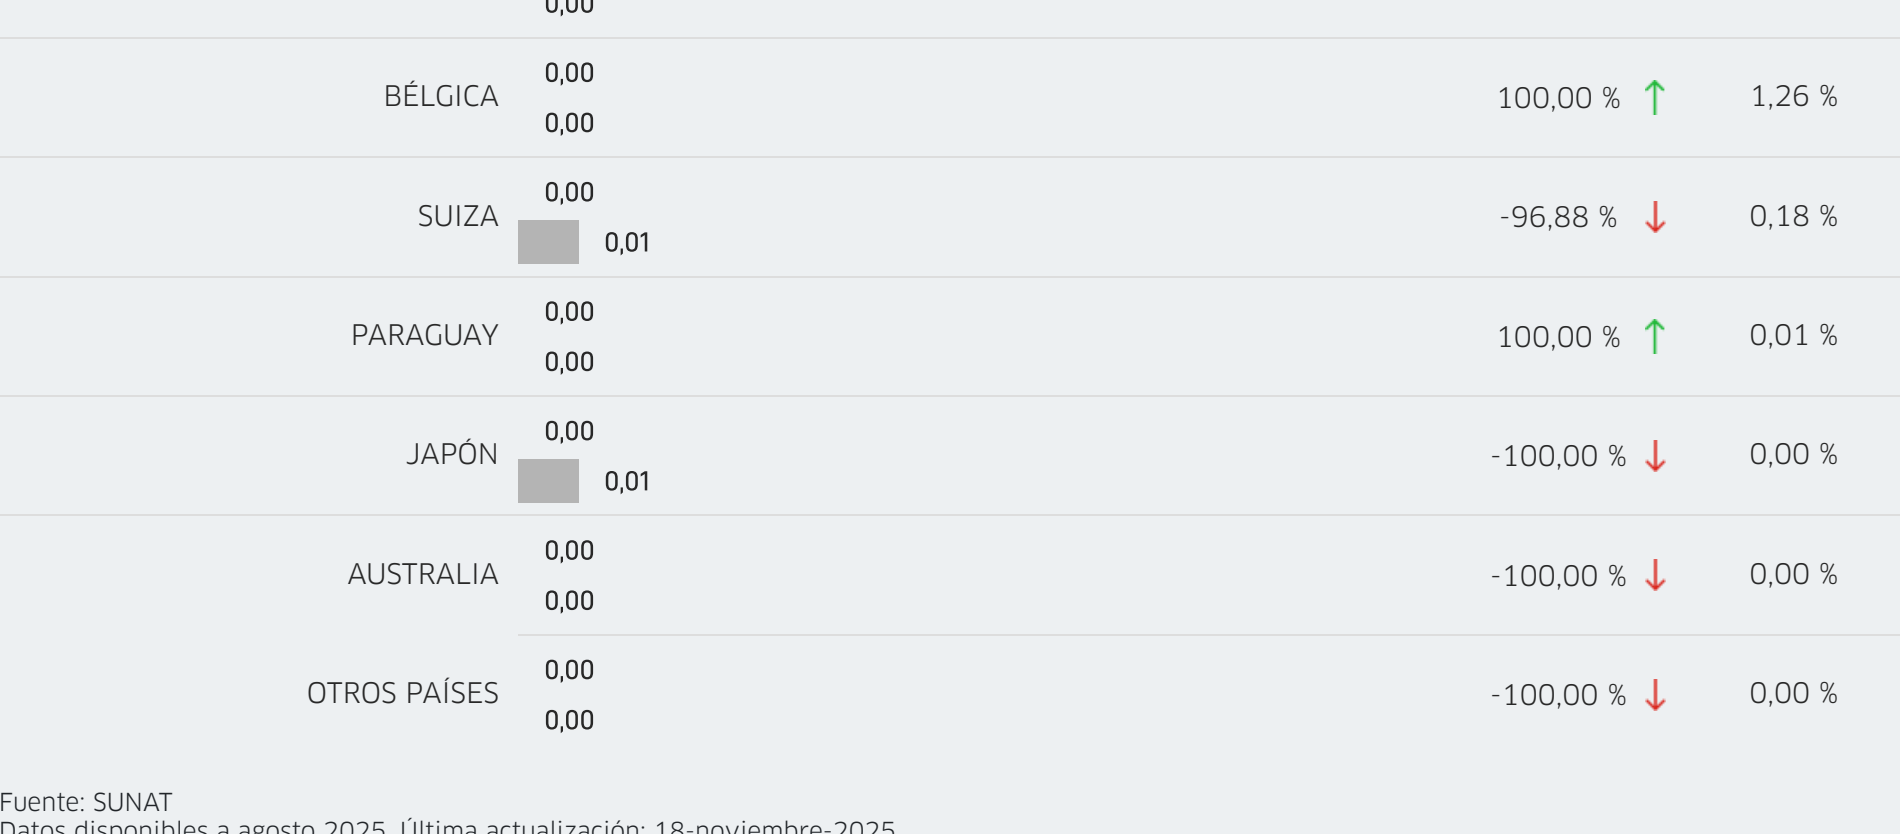 0,00
BÉLGICA 0,00 0,00 100,00 % ↑ 1,26 %
SUIZA 0,00 0,01 -96,88 % ↓ 0,18 %
PARAGUAY 0,00 0,00 100,00 % ↑ 0,01 %
JAPÓN 0,00 0,01 -100,00 % ↓ 0,00 %
AUSTRALIA 0,00 0,00 -100,00 % ↓ 0,00 %
OTROS PAÍSES 0,00 0,00 -100,00 % ↓ 0,00 %
Fuente: SUNAT
Datos disponibles a agosto 2025. Última actualización: 18-noviembre-2025